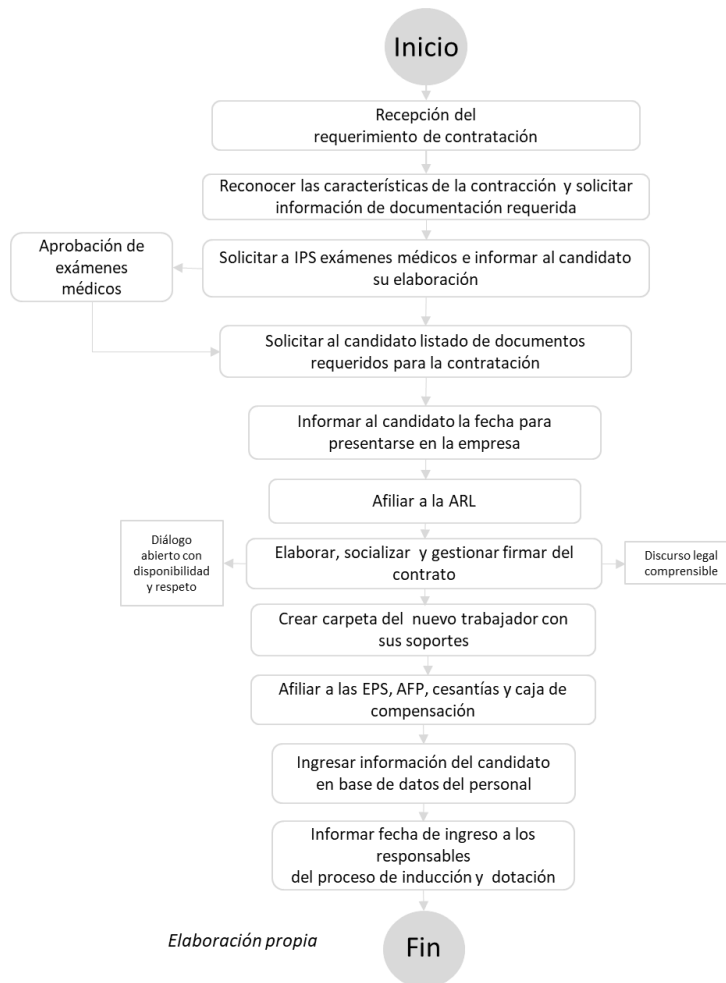 Inicio
Recepción del
requerimiento de contratación
Reconocer las características de la contracción y solicitar
información de documentación requerida
Aprobación de
exámenes
médicos
Solicitar a IPS exámenes médicos e informar al candidato
su elaboración
Solicitar al candidato listado de documentos
requeridos para la contratación
Informar al candidato la fecha para
presentarse en la empresa
Afiliar a la ARL
Diálogo
abierto con
disponibilidad
y respeto
Elaborar, socializar y gestionar firmar del
contrato
Discurso legal
comprensible
Crear carpeta del nuevo trabajador con
sus soportes
Afiliar a las EPS, AFP, cesantías y caja de
compensación
Ingresar información del candidato
en base de datos del personal
Informar fecha de ingreso a los
responsables
del proceso de inducción y dotación
Elaboración propia
Fin